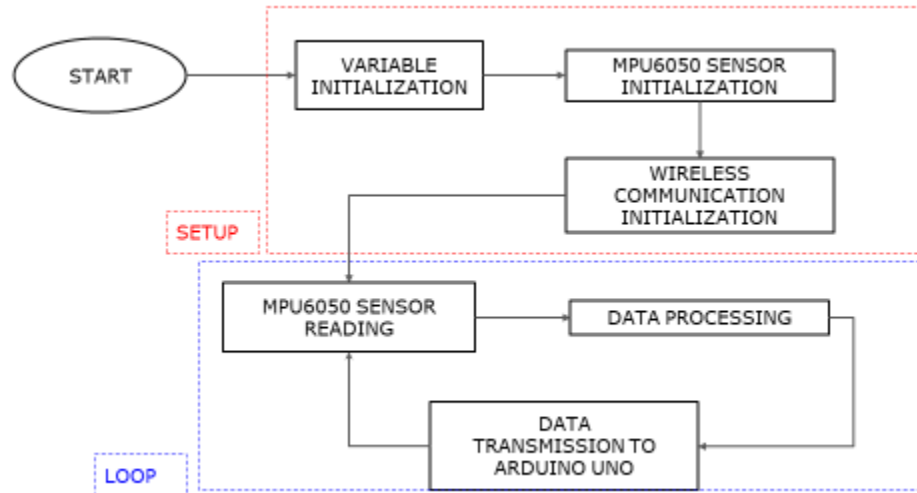 START
VARIABLE
INITIALIZATION
MPU6050 SENSOR
INITIALIZATION
WIRELESS
COMMUNICATION
INITIALIZATION
SETUP
MPU6050 SENSOR
READING
DATA PROCESSING
DATA
TRANSMISSION TO
ARDUINO UNO
LOOP